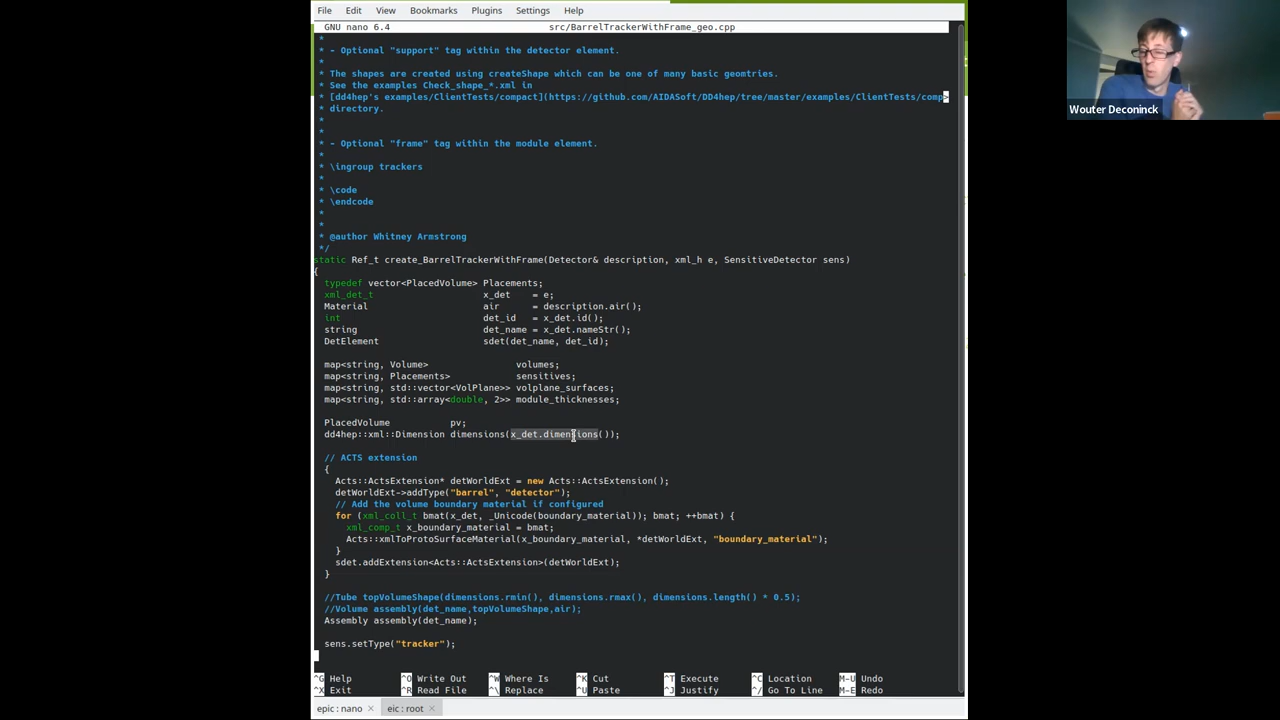 File Edit View Bookmarks Plugins Settings Help
GNU nano 6.4 src/BarrelTrackerWithFrame_geo.cpp
*
* - Optional "support" tag within the detector element.
*
* The shapes are created using createShape which can be one of many basic geomtries.
* See the examples Check_shape_*.xml in
* [dd4hep's examples/ClientTests/compact](https://github.com/AIDASoft/DD4hep/tree/master/examples/ClientTests/comp>
* directory.
*
*
* - Optional "frame" tag within the module element.
*
* \ingroup trackers
*
* \code
* \endcode
*
*
* @author Whitney Armstrong
*/
static Ref_t create_BarrelTrackerWithFrame(Detector& description, xml_h e, SensitiveDetector sens)
{
typedef vector<PlacedVolume> Placements;
xml_det_t x_det = e;
Material air = description.air();
int det_id = x_det.id();
string det_name = x_det.nameStr();
DetElement sdet(det_name, det_id);
map<string, Volume> volumes;
map<string, Placements> sensitives;
map<string, std::vector<VolPlane>> volplane_surfaces;
map<string, std::array<double, 2>> module_thicknesses;
PlacedVolume pv;
dd4hep::xml::Dimension dimensions(x_det.dimensions());
// ACTS extension
{
Acts::ActsExtension* detWorldExt = new Acts::ActsExtension();
detWorldExt->addType("barrel", "detector");
// Add the volume boundary material if configured
for (xml_coll_t bmat(x_det, _Unicode(boundary_material)); bmat; ++bmat) {
xml_comp_t x_boundary_material = bmat;
Acts::xmlToProtoSurfaceMaterial(x_boundary_material, *detWorldExt, "boundary_material");
}
sdet.addExtension<Acts::ActsExtension>(detWorldExt);
}
//Tube topVolumeShape(dimensions.rmin(), dimensions.rmax(), dimensions.length() * 0.5);
//Volume assembly(det_name,topVolumeShape,air);
Assembly assembly(det_name);
sens.setType("tracker");
^G Help ^O Write Out ^W Where Is ^K Cut ^T Execute ^C Location M-U Undo
^X Exit ^R Read File ^\ Replace ^U Paste ^J Justify ^/ Go To Line M-E Redo
epic : nano × eic : root ×
Wouter Deconinck